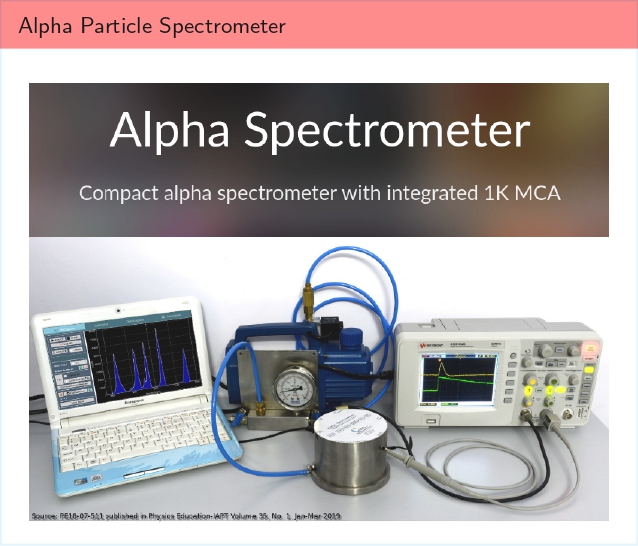 Alpha Particle Spectrometer
Alpha Spectrometer
Compact alpha spectrometer with integrated 1K MCA
Source: PE18-07-511 published in Physics Education-IAPT Volume 35, No. 1, Jan-Mar 2019